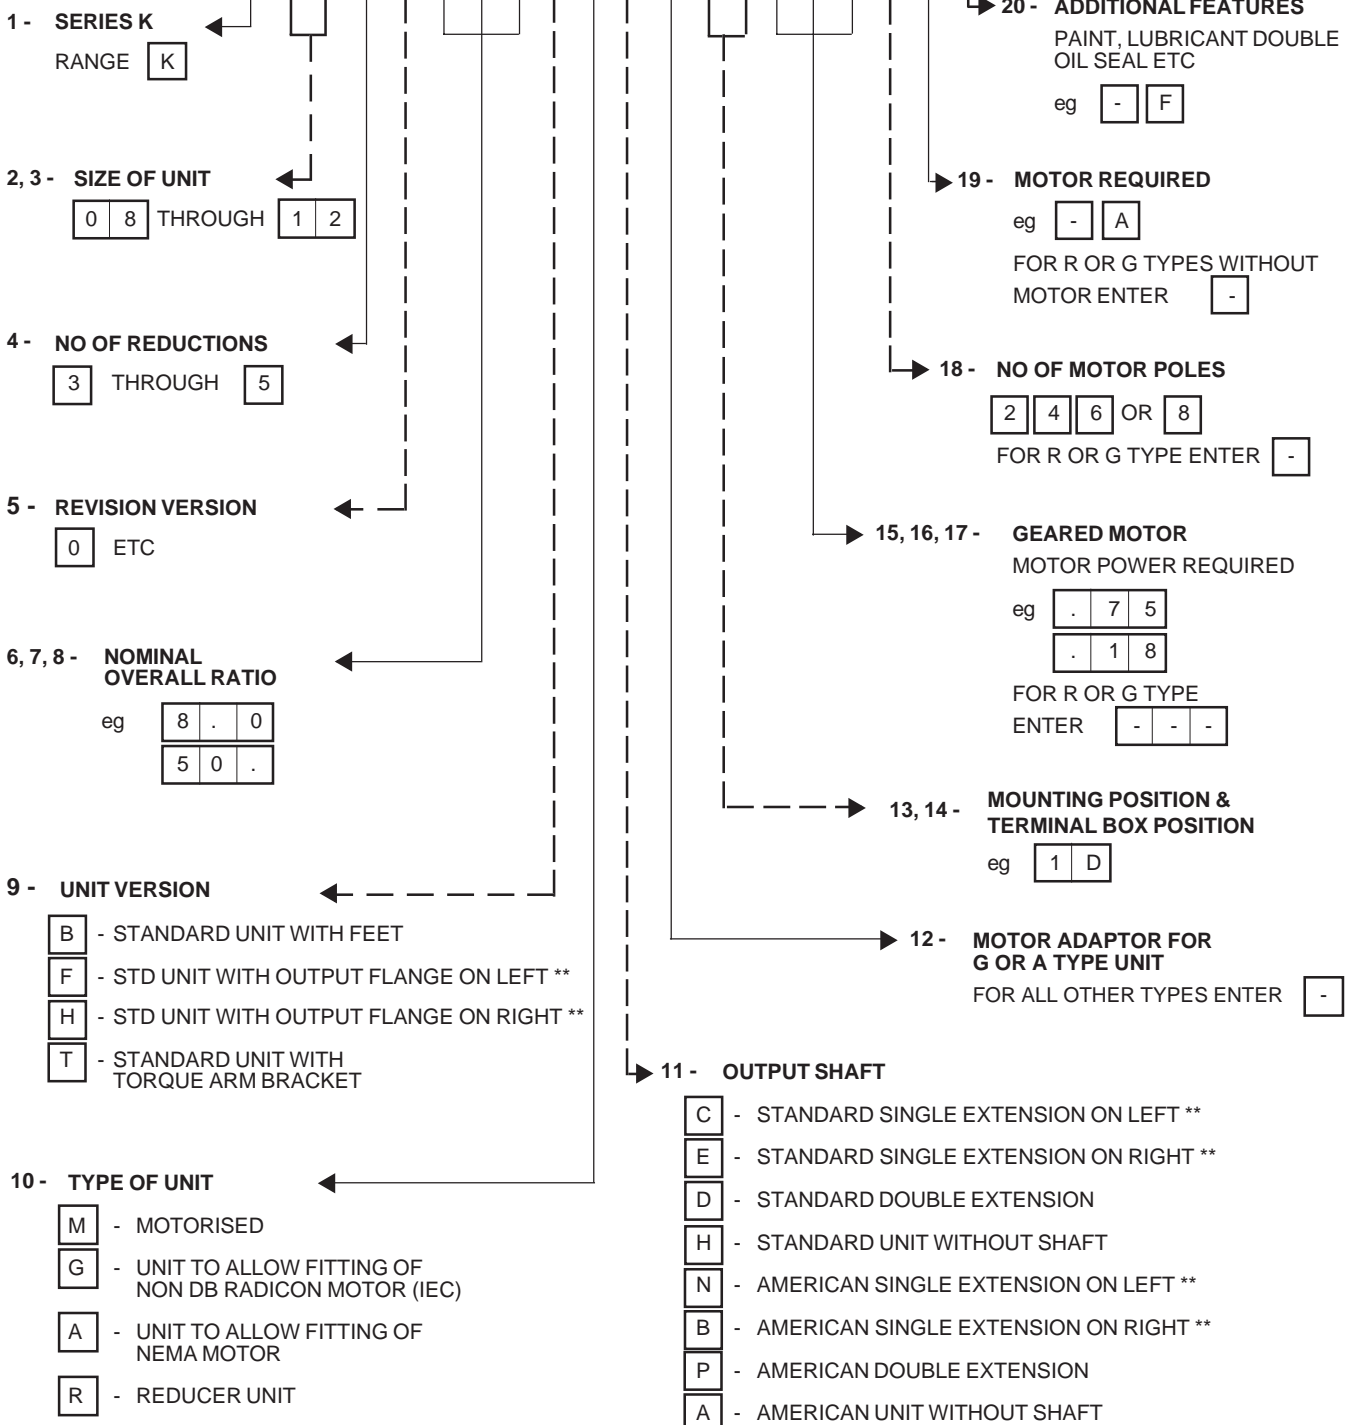 1 - SERIES K
RANGE K
2, 3 - SIZE OF UNIT
0 8 THROUGH 1 2
4 - NO OF REDUCTIONS
3 THROUGH 5
5 - REVISION VERSION
0 ETC
6, 7, 8 - NOMINAL
OVERALL RATIO
eg 8 . 0
5 0 .
9 - UNIT VERSION
B - STANDARD UNIT WITH FEET
F - STD UNIT WITH OUTPUT FLANGE ON LEFT **
H - STD UNIT WITH OUTPUT FLANGE ON RIGHT **
T - STANDARD UNIT WITH
TORQUE ARM BRACKET
10 - TYPE OF UNIT
M - MOTORISED
G - UNIT TO ALLOW FITTING OF
NON DB RADICON MOTOR (IEC)
A - UNIT TO ALLOW FITTING OF
NEMA MOTOR
R - REDUCER UNIT
20 - ADDITIONAL FEATURES
PAINT, LUBRICANT DOUBLE
OIL SEAL ETC
eg - F
19 - MOTOR REQUIRED
eg - A
FOR R OR G TYPES WITHOUT
MOTOR ENTER -
18 - NO OF MOTOR POLES
2 4 6 OR 8
FOR R OR G TYPE ENTER -
15, 16, 17 - GEARED MOTOR
MOTOR POWER REQUIRED
eg . 7 5
. 1 8
FOR R OR G TYPE
ENTER - - -
13, 14 - MOUNTING POSITION &
TERMINAL BOX POSITION
eg 1 D
12 - MOTOR ADAPTOR FOR
G OR A TYPE UNIT
FOR ALL OTHER TYPES ENTER -
11 - OUTPUT SHAFT
C - STANDARD SINGLE EXTENSION ON LEFT **
E - STANDARD SINGLE EXTENSION ON RIGHT **
D - STANDARD DOUBLE EXTENSION
H - STANDARD UNIT WITHOUT SHAFT
N - AMERICAN SINGLE EXTENSION ON LEFT **
B - AMERICAN SINGLE EXTENSION ON RIGHT **
P - AMERICAN DOUBLE EXTENSION
A - AMERICAN UNIT WITHOUT SHAFT